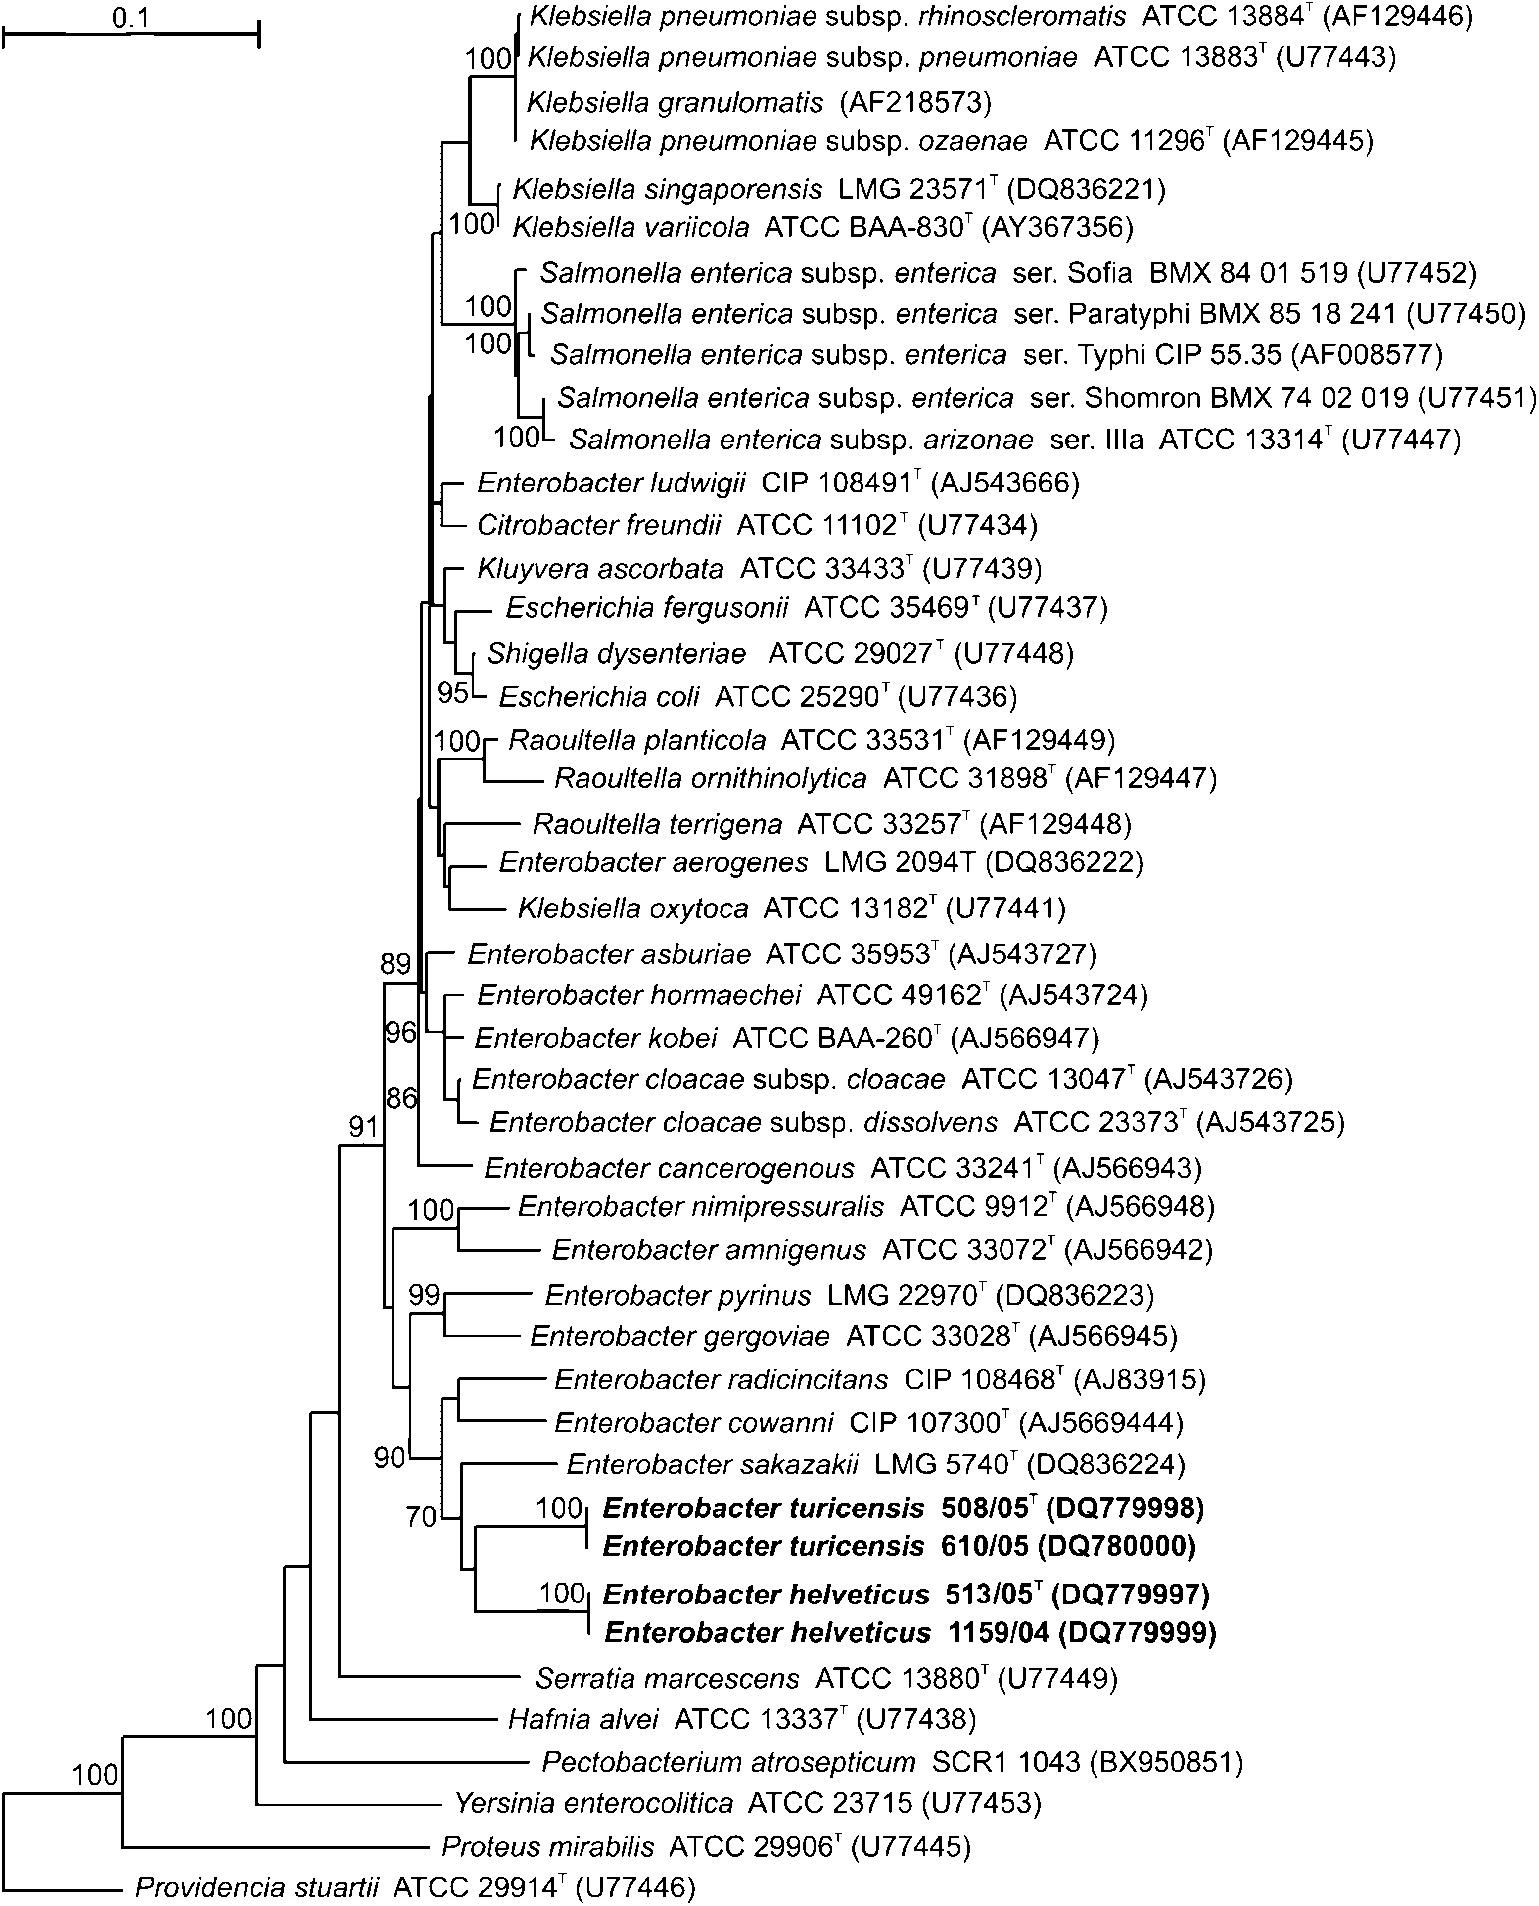 0.1
Klebsiella pneumoniae subsp. rhinoscleromatis ATCC 13884T (AF129446)
100 Klebsiella pneumoniae subsp. pneumoniae ATCC 13883T (U77443)
Klebsiella granulomatis (AF218573)
Klebsiella pneumoniae subsp. ozaenae ATCC 11296T (AF129445)
Klebsiella singaporensis LMG 23571T (DQ836221)
100 Klebsiella variicola ATCC BAA-830T (AY367356)
Salmonella enterica subsp. enterica ser. Sofia BMX 84 01 519 (U77452)
100 Salmonella enterica subsp. enterica ser. Paratyphi BMX 85 18 241 (U77450)
100 Salmonella enterica subsp. enterica ser. Typhi CIP 55.35 (AF008577)
Salmonella enterica subsp. enterica ser. Shomron BMX 74 02 019 (U77451)
100 Salmonella enterica subsp. arizonae ser. IIIa ATCC 13314T (U77447)
Enterobacter ludwigii CIP 108491T (AJ543666)
Citrobacter freundii ATCC 11102T (U77434)
Kluyvera ascorbata ATCC 33433T (U77439)
Escherichia fergusonii ATCC 35469T (U77437)
Shigella dysenteriae ATCC 29027T (U77448)
95 Escherichia coli ATCC 25290T (U77436)
100 Raoultella planticola ATCC 33531T (AF129449)
Raoultella ornithinolytica ATCC 31898T (AF129447)
Raoultella terrigena ATCC 33257T (AF129448)
Enterobacter aerogenes LMG 2094T (DQ836222)
Klebsiella oxytoca ATCC 13182T (U77441)
Enterobacter asburiae ATCC 35953T (AJ543727)
89
Enterobacter hormaechei ATCC 49162T (AJ543724)
96 Enterobacter kobei ATCC BAA-260T (AJ566947)
Enterobacter cloacae subsp. cloacae ATCC 13047T (AJ543726)
86
Enterobacter cloacae subsp. dissolvens ATCC 23373T (AJ543725)
91
Enterobacter cancerogenous ATCC 33241T (AJ566943)
100 Enterobacter nimipressuralis ATCC 9912T (AJ566948)
Enterobacter amnigenus ATCC 33072T (AJ566942)
99 Enterobacter pyrinus LMG 22970T (DQ836223)
Enterobacter gergoviae ATCC 33028T (AJ566945)
Enterobacter radicincitans CIP 108468T (AJ83915)
Enterobacter cowanni CIP 107300T (AJ5669444)
90 Enterobacter sakazakii LMG 5740T (DQ836224)
100 Enterobacter turicensis 508/05T (DQ779998)
70
Enterobacter turicensis 610/05 (DQ780000)
100 Enterobacter helveticus 513/05T (DQ779997)
Enterobacter helveticus 1159/04 (DQ779999)
Serratia marcescens ATCC 13880T (U77449)
100 Hafnia alvei ATCC 13337T (U77438)
Pectobacterium atrosepticum SCR1 1043 (BX950851)
100
Yersinia enterocolitica ATCC 23715 (U77453)
Proteus mirabilis ATCC 29906T (U77445)
Providencia stuartii ATCC 29914T (U77446)